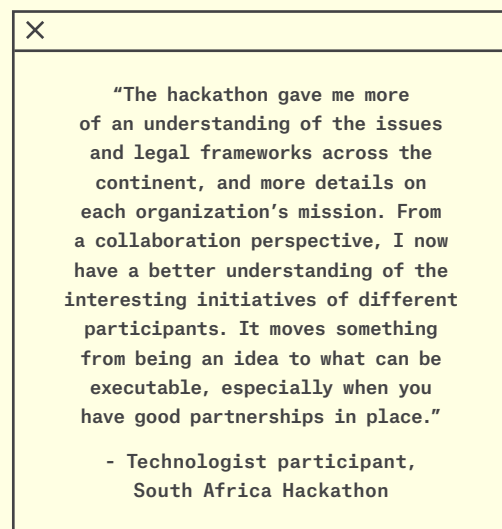 “The hackathon gave me more
of an understanding of the issues
and legal frameworks across the
continent, and more details on
each organization’s mission. From
a collaboration perspective, I now
have a better understanding of the
interesting initiatives of different
participants. It moves something
from being an idea to what can be
executable, especially when you
have good partnerships in place.”
- Technologist participant,
South Africa Hackathon